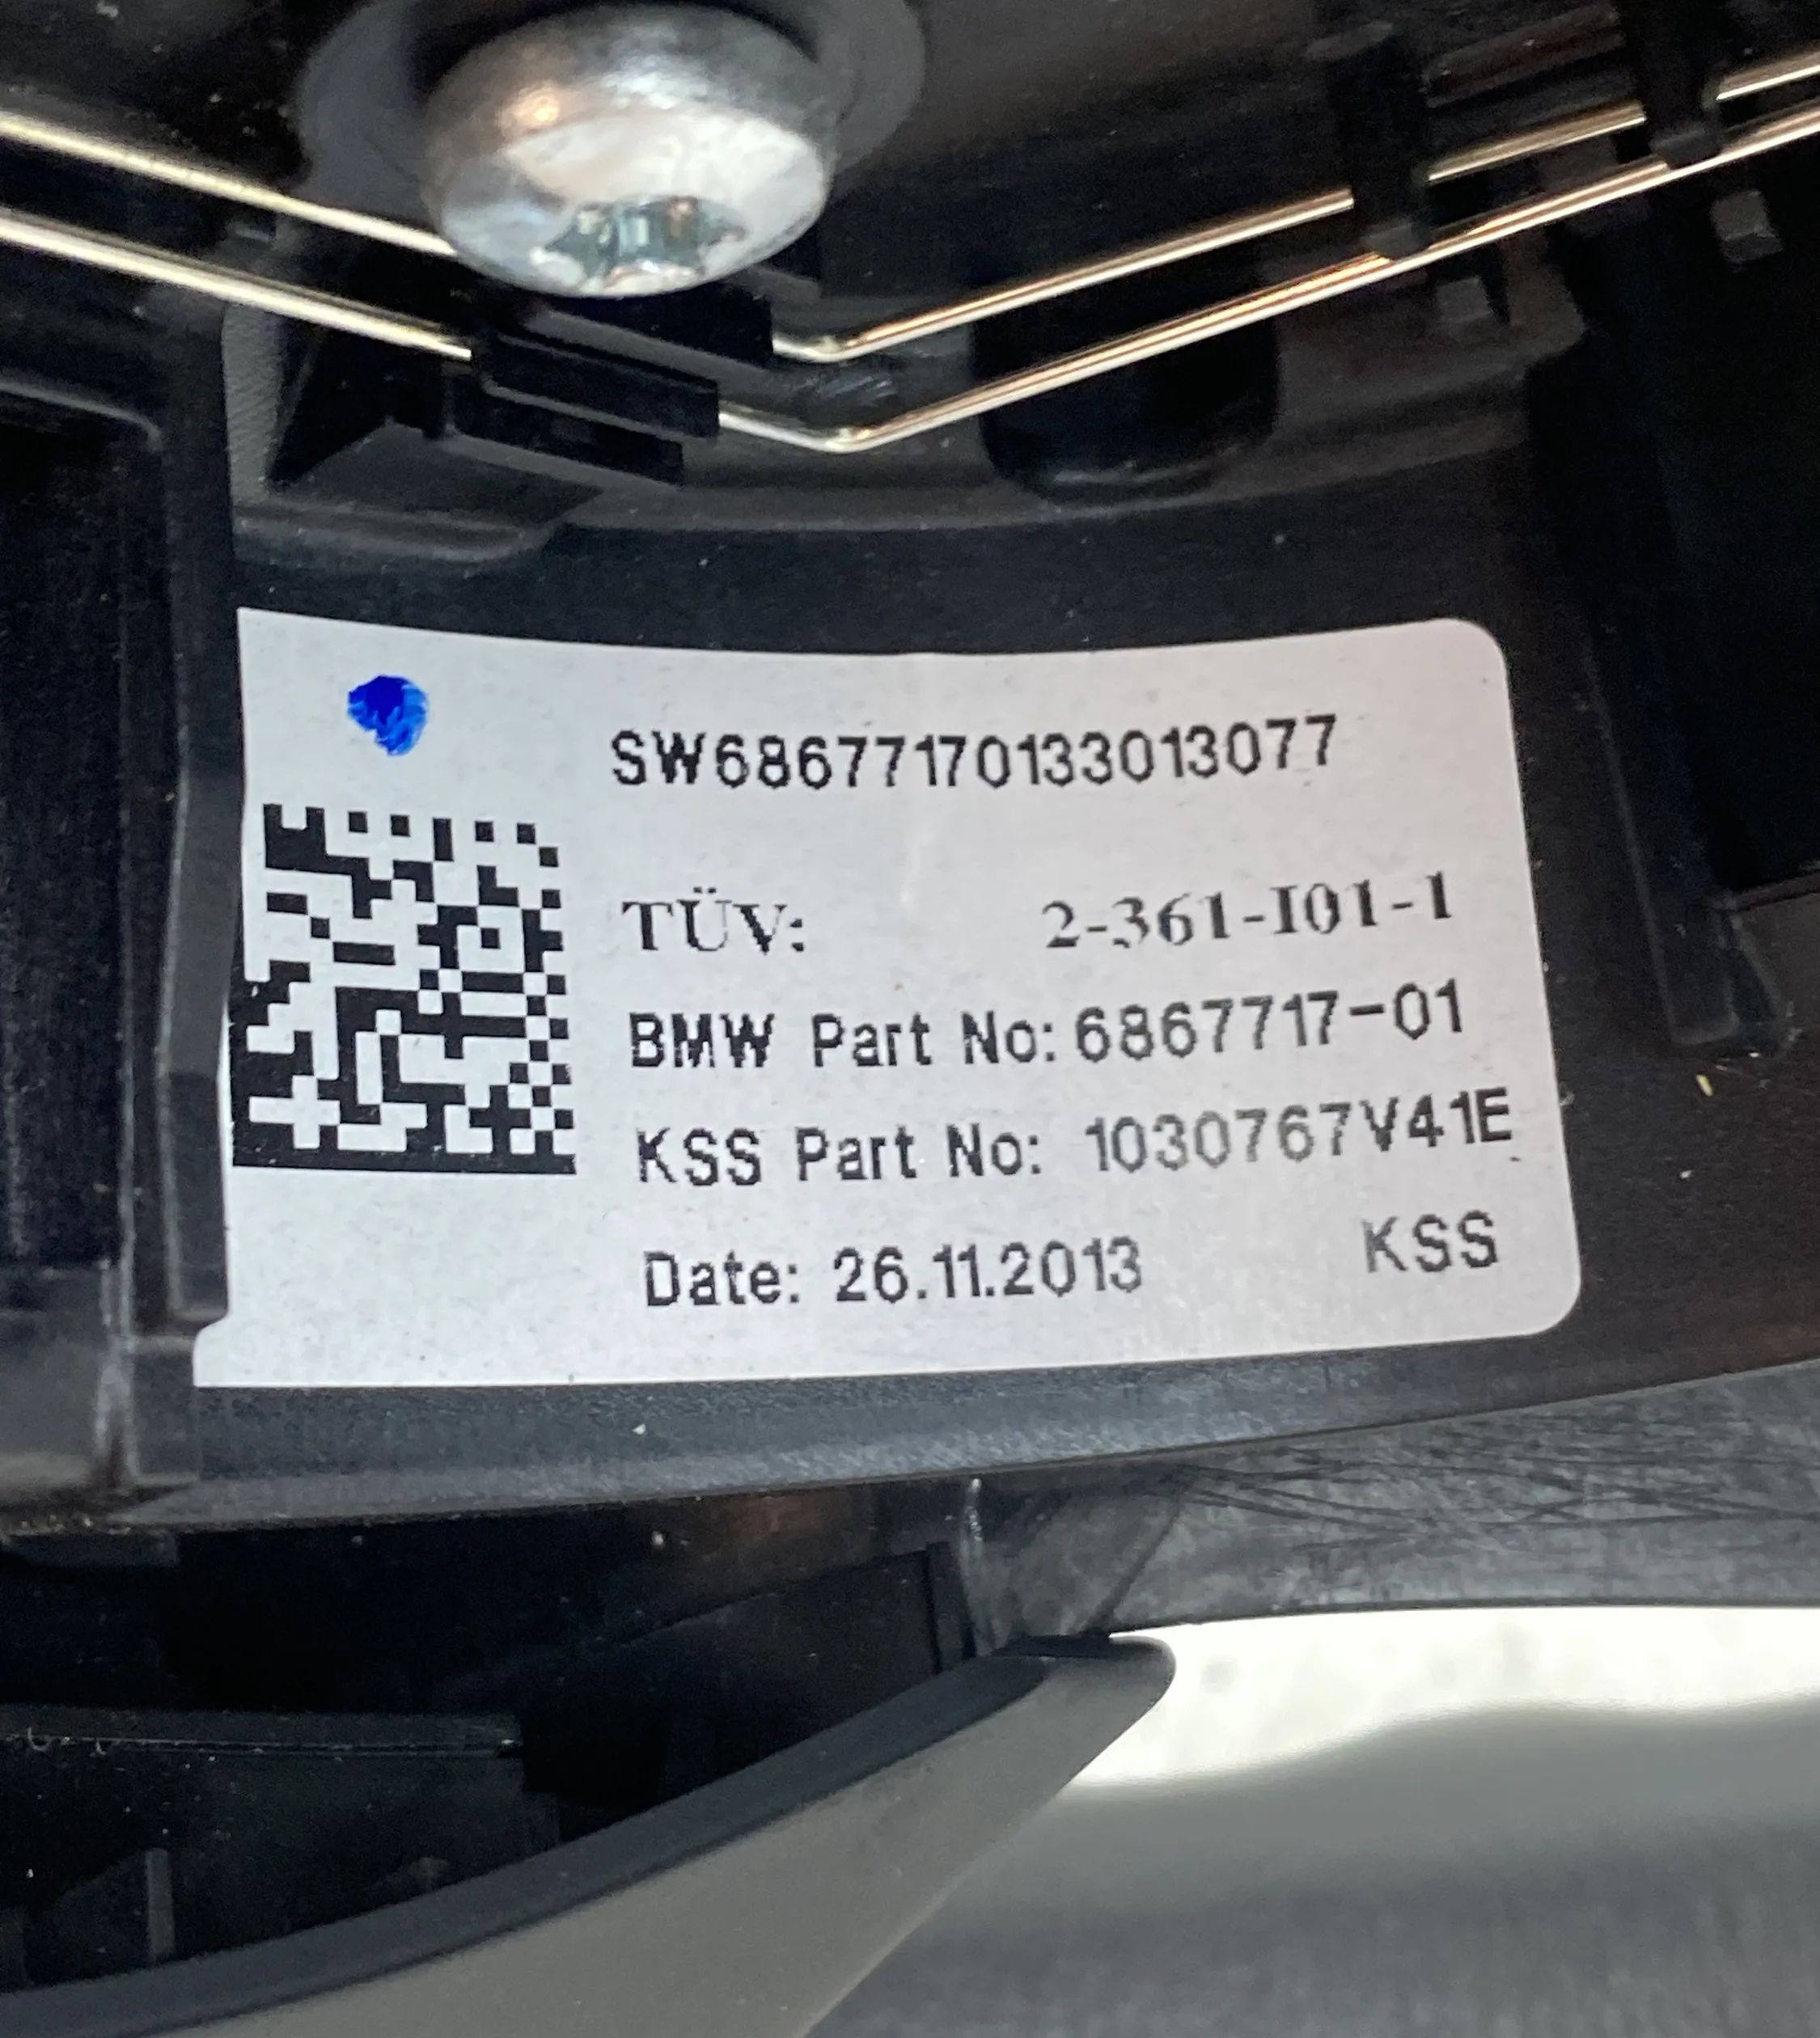 SW68677170133013077
TÜV: 2-361-I01-1
BMW Part No: 6867717-01
KSS Part No: 1030767V41E
Date: 26.11.2013 KSS